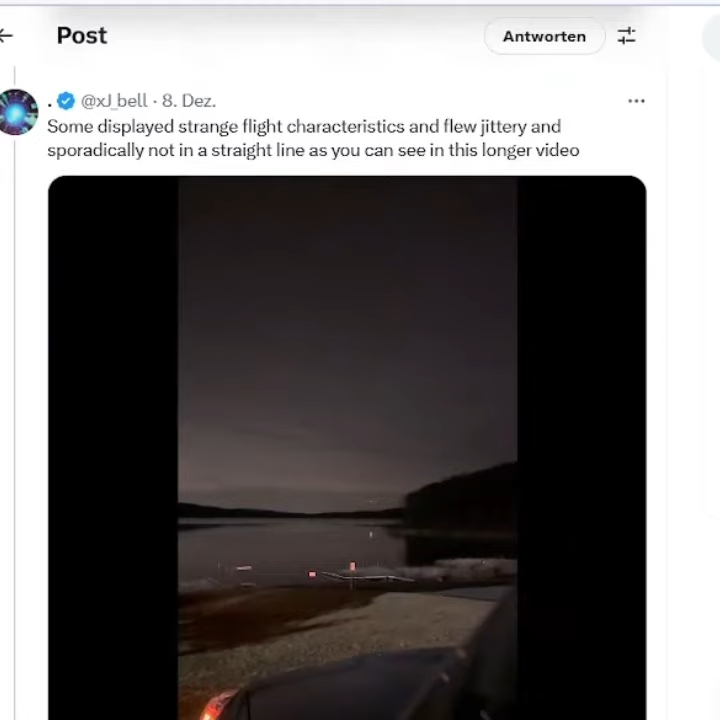 Post
Antworten
. @xJ_bell · 8. Dez.
Some displayed strange flight characteristics and flew jittery and
sporadically not in a straight line as you can see in this longer video